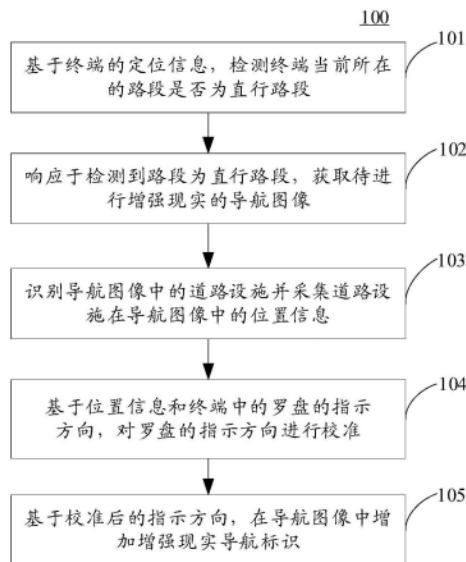 100
101
基于终端的定位信息，检测终端当前所在
的路段是否为直行路段
102
响应于检测到路段为直行路段，获取待进
行增强现实的导航图像
103
识别导航图像中的道路设施并采集道路设
施在导航图像中的位置信息
104
基于位置信息和终端中的罗盘的指示
方向，对罗盘的指示方向进行校准
105
基于校准后的指示方向，在导航图像中增
加增强现实导航标识